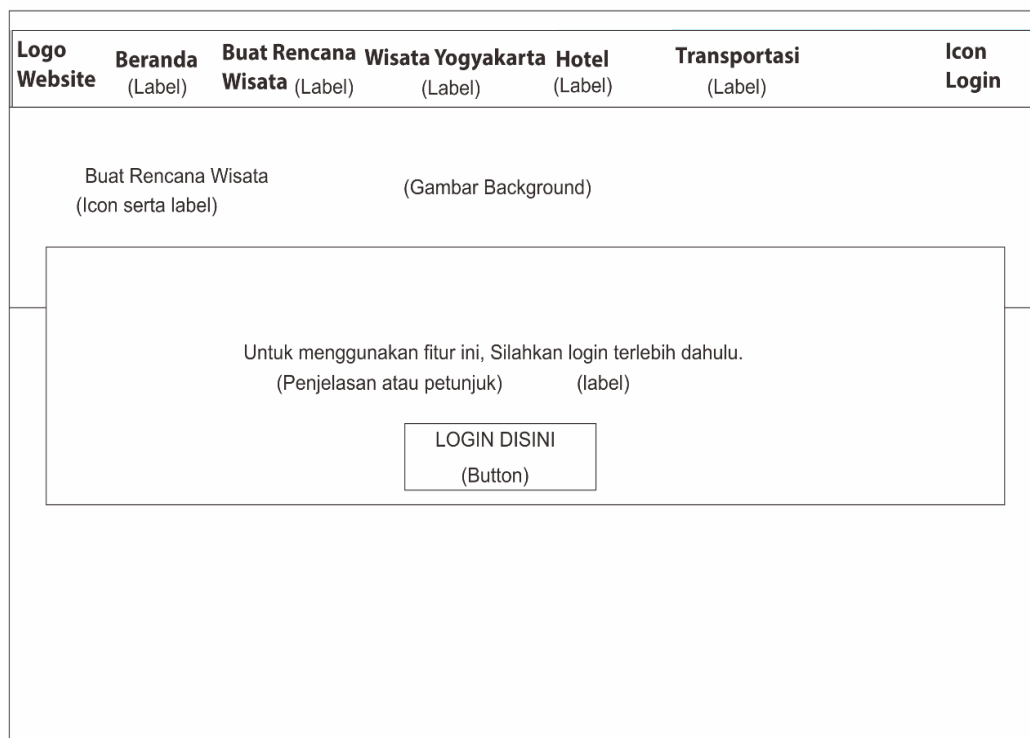 Logo
Website
Beranda
(Label)
Buat Rencana
Wisata (Label)
Wisata Yogyakarta
(Label)
Hotel
(Label)
Transportasi
(Label)
Icon
Login
Buat Rencana Wisata
(Icon serta label)
(Gambar Background)
Untuk menggunakan fitur ini, Silahkan login terlebih dahulu.
(Penjelasan atau petunjuk) (label)
LOGIN DISINI
(Button)